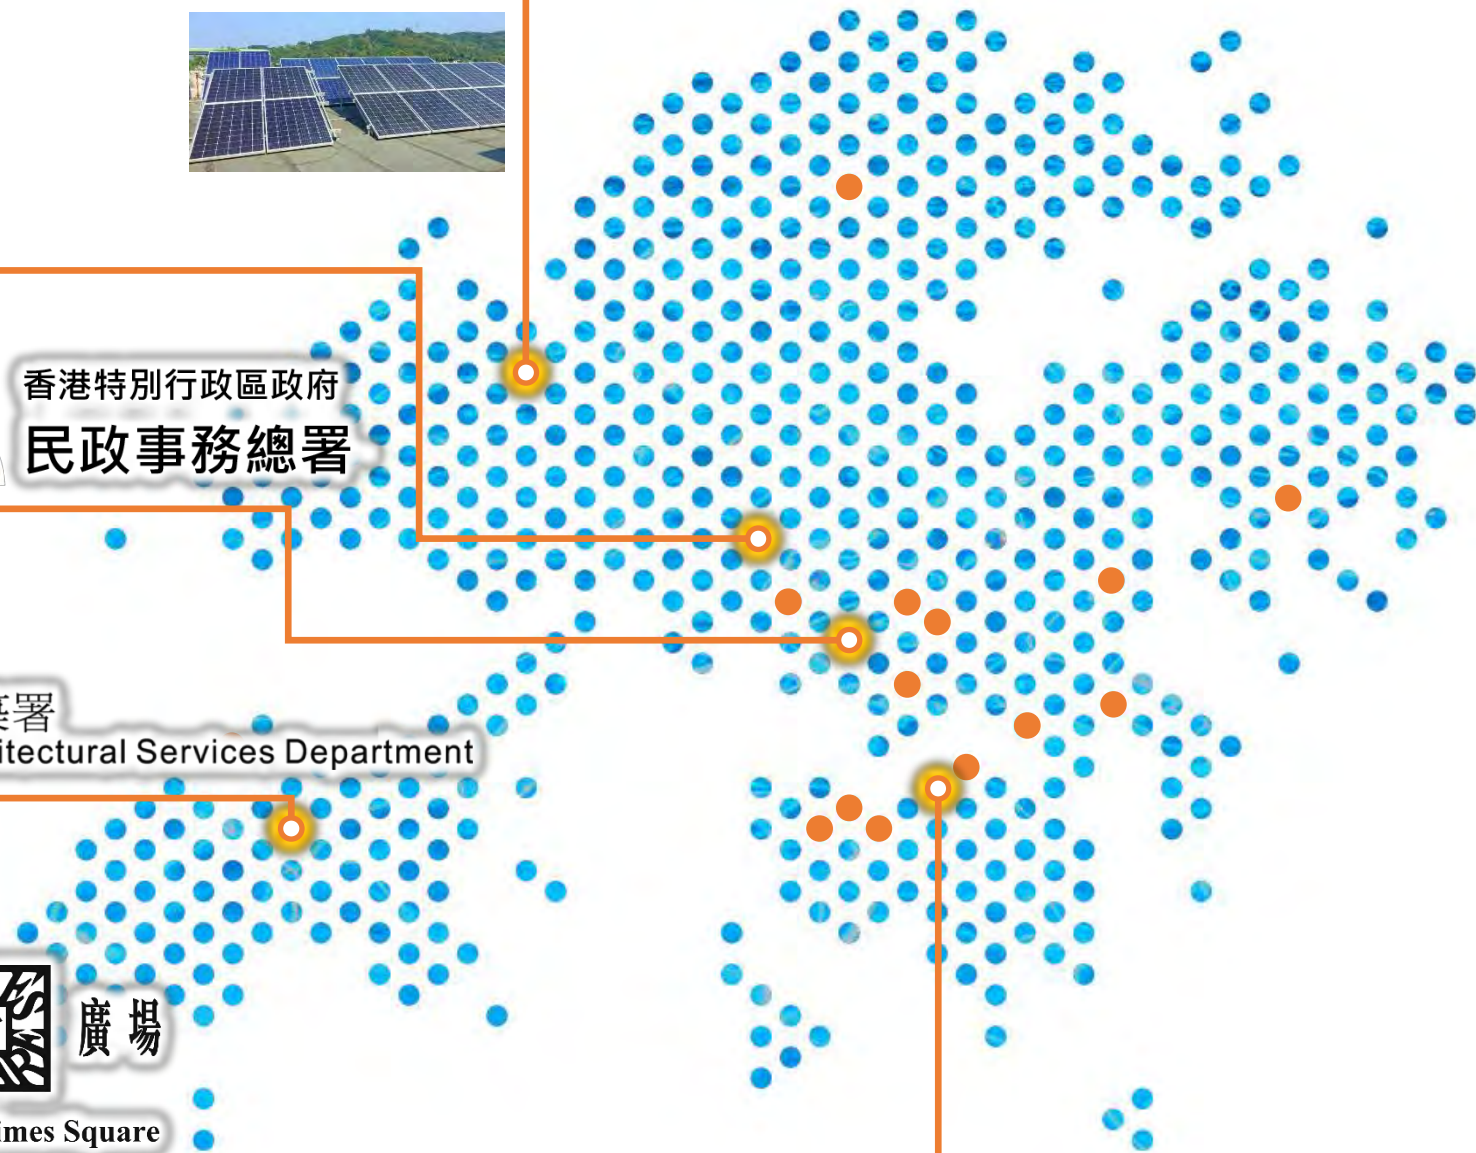 香港特別行政區政府
民政事務總署
署
itectural Services Department
廣場
imes Square